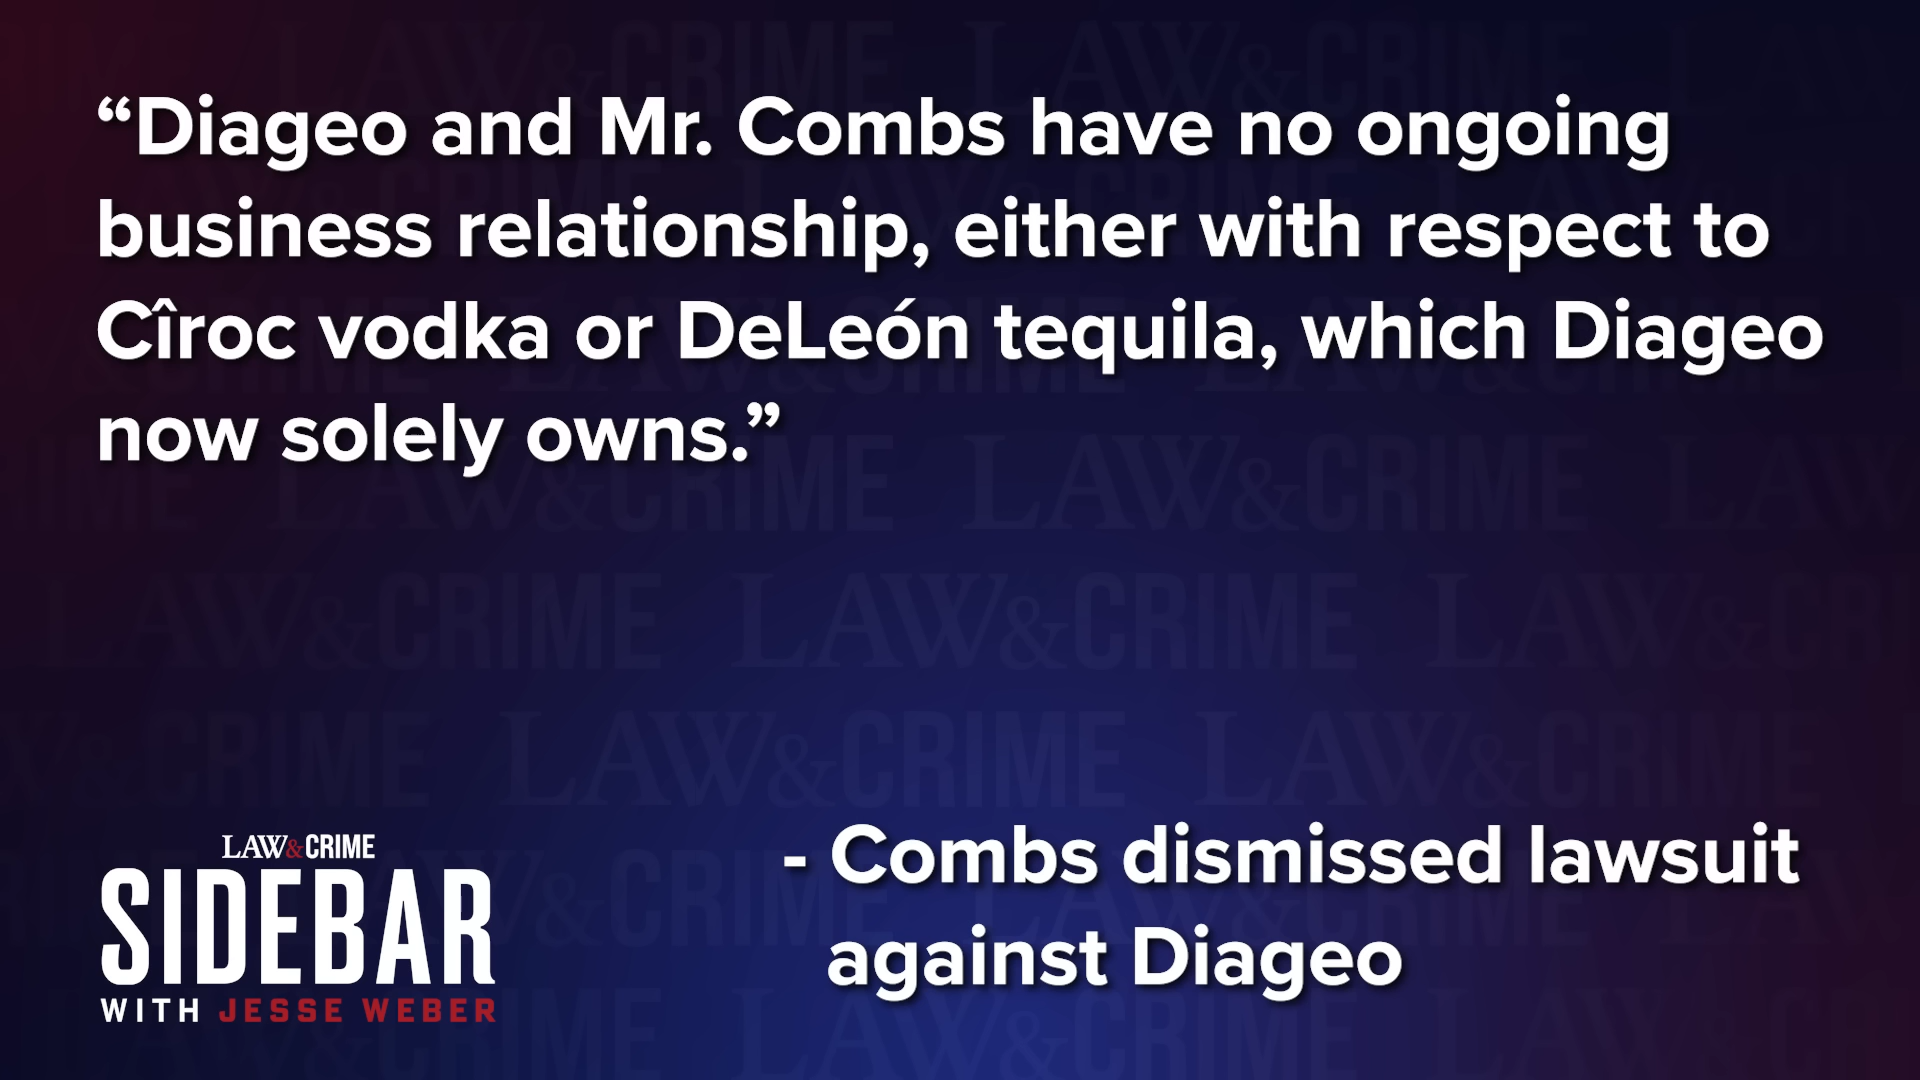 “Diageo and Mr. Combs have no ongoing
business relationship, either with respect to
Cîroc vodka or DeLeón tequila, which Diageo
now solely owns.”
- Combs dismissed lawsuit
against Diageo
LAW&CRIME
SIDEBAR
WITH JESSE WEBER